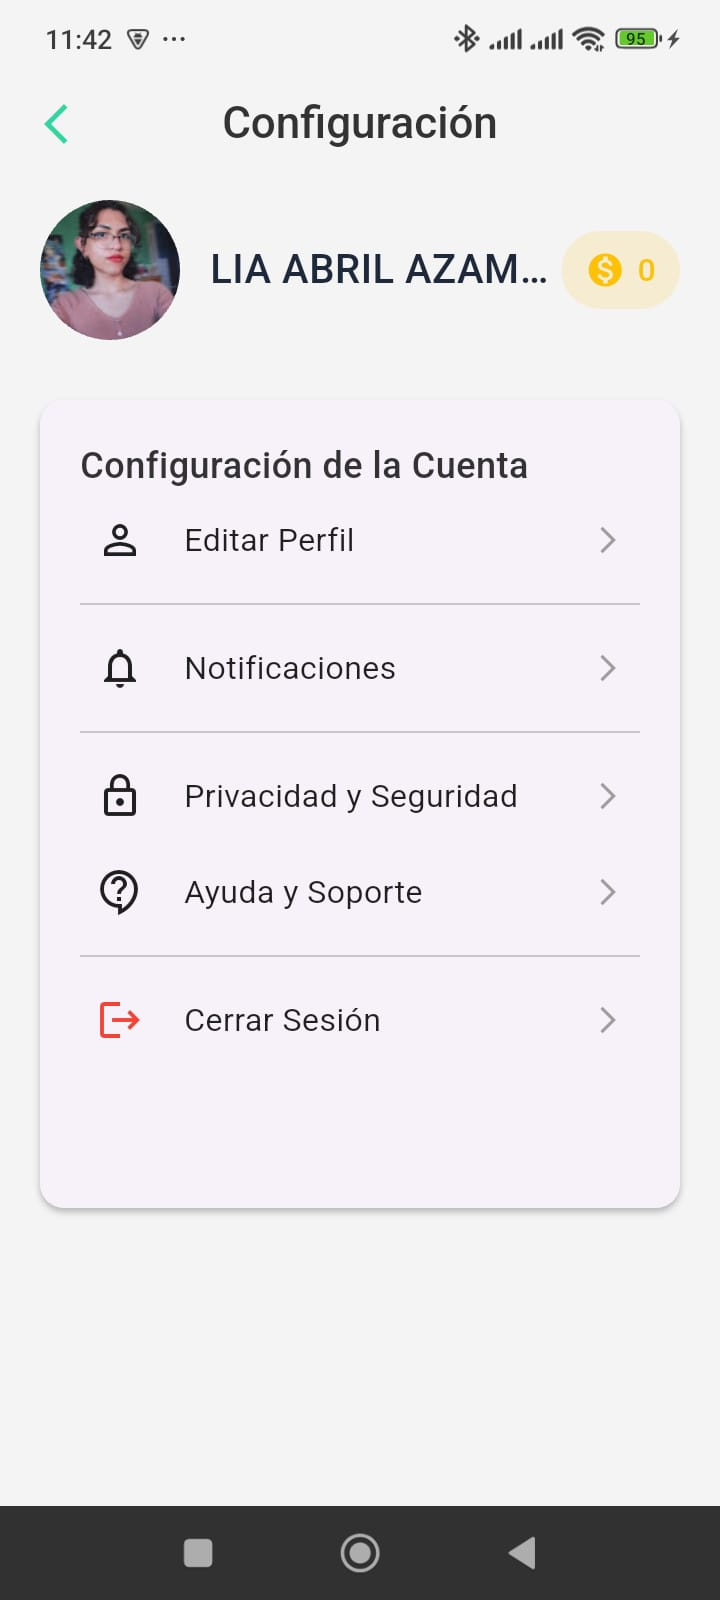 11:42
95
Configuración
LIA ABRIL AZAM...
$ 0
Configuración de la Cuenta
Editar Perfil
Notificaciones
Privacidad y Seguridad
Ayuda y Soporte
Cerrar Sesión